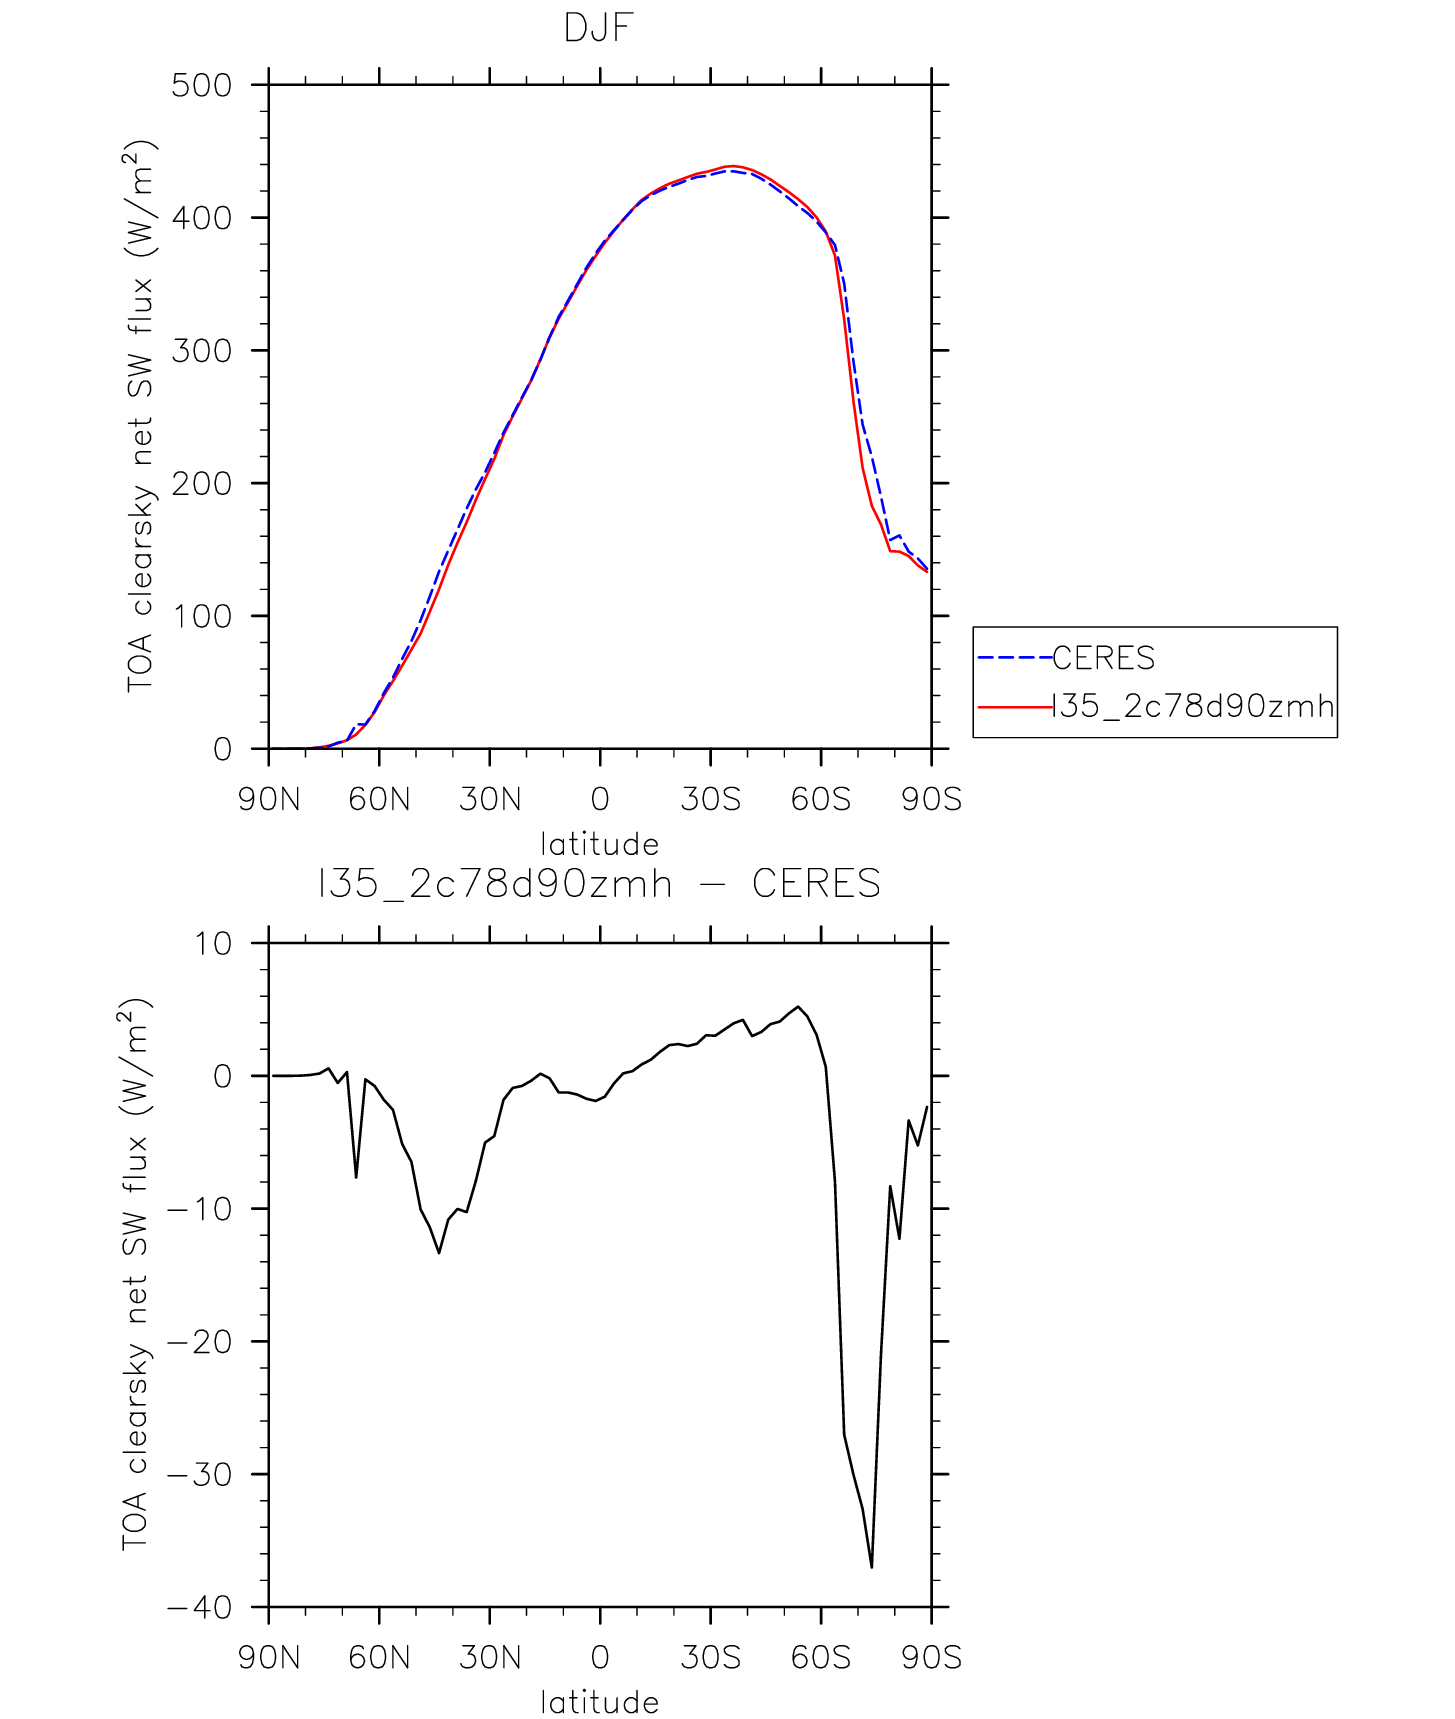 DJF
TOA clearsky net SW flux (W/m²)
500
400
300
200
100
0
90N 60N 30N 0 30S 60S 90S
latitude
CERES
I35_2c78d90zmh
I35_2c78d90zmh - CERES
TOA clearsky net SW flux (W/m²)
10
0
-10
-20
-30
-40
90N 60N 30N 0 30S 60S 90S
latitude